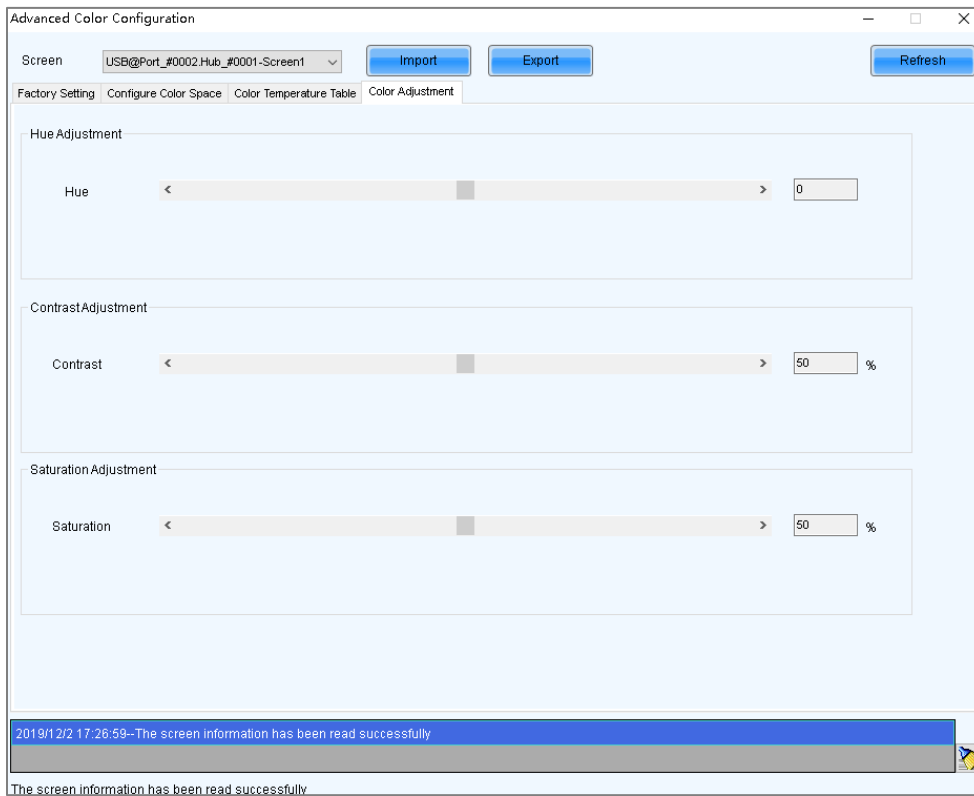 Advanced Color Configuration
Screen USB@Port_#0002.Hub_#0001-Screen1 Import Export Refresh
Factory Setting Configure Color Space Color Temperature Table Color Adjustment
Hue Adjustment
Hue 0
Contrast Adjustment
Contrast 50 %
Saturation Adjustment
Saturation 50 %
2019/12/2 17:26:59--The screen information has been read successfully
The screen information has been read successfully